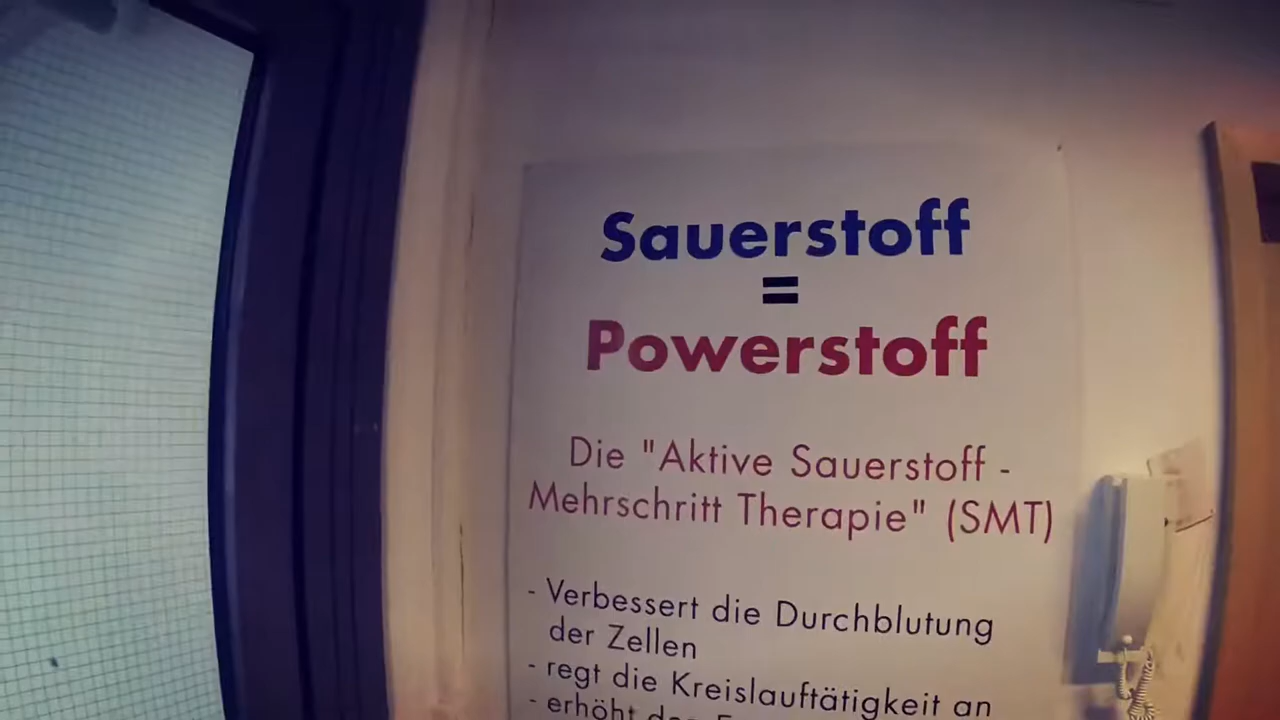 Sauerstoff
=
Powerstoff
Die "Aktive Sauerstoff -
Mehrschritt Therapie" (SMT)
- Verbessert die Durchblutung
der Zellen
- regt die Kreislauftätigkeit an
- erhöht